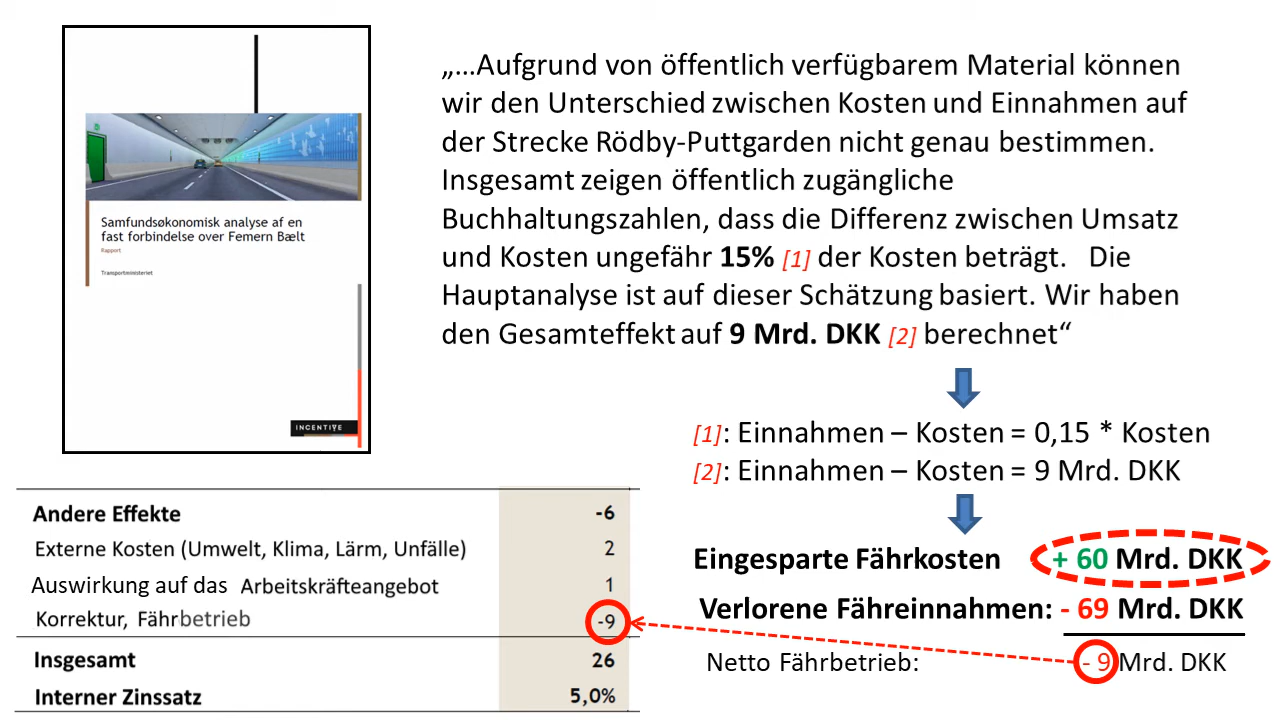 Samfundsøkonomisk analyse af en
fast forbindelse over Femern Bælt
Rapport
Transportministeriet
INCENTIVE
„…Aufgrund von öffentlich verfügbarem Material können
wir den Unterschied zwischen Kosten und Einnahmen auf
der Strecke Rödby-Puttgarden nicht genau bestimmen.
Insgesamt zeigen öffentlich zugängliche
Buchhaltungszahlen, dass die Differenz zwischen Umsatz
und Kosten ungefähr 15% [1] der Kosten beträgt. Die
Hauptanalyse ist auf dieser Schätzung basiert. Wir haben
den Gesamteffekt auf 9 Mrd. DKK [2] berechnet“
[1]: Einnahmen – Kosten = 0,15 * Kosten
[2]: Einnahmen – Kosten = 9 Mrd. DKK
Eingesparte Fährkosten + 60 Mrd. DKK
Verlorene Fähreinnahmen: - 69 Mrd. DKK
Netto Fährbetrieb: - 9 Mrd. DKK
Andere Effekte -6
Externe Kosten (Umwelt, Klima, Lärm, Unfälle) 2
Auswirkung auf das Arbeitskräfteangebot 1
Korrektur, Fährbetrieb -9
Insgesamt 26
Interner Zinssatz 5,0%